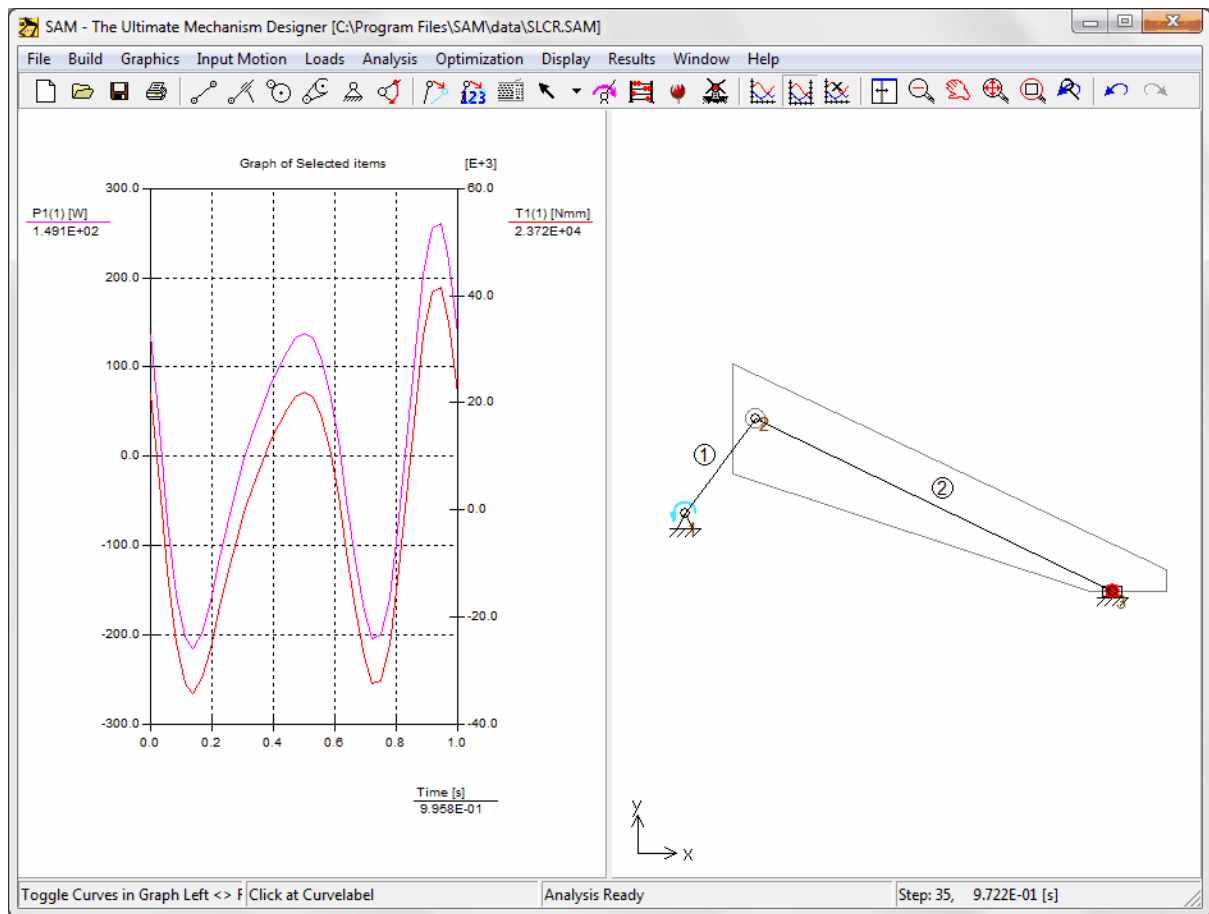 SAM - The Ultimate Mechanism Designer [C:\Program Files\SAM\data\SLCR.SAM]
File Build Graphics Input Motion Loads Analysis Optimization Display Results Window Help
123
Graph of Selected items [E+3]
300.0 60.0
P1(1) [W] T1(1) [Nmm]
1.491E+02 2.372E+04
200.0
40.0
100.0
20.0
0.0
0.0
-100.0
-20.0
-200.0
-300.0 -40.0
0.0 0.2 0.4 0.6 0.8 1.0
Time [s]
9.958E-01
2
1
2
1
3
y
x
Toggle Curves in Graph Left <> F Click at Curvelabel Analysis Ready Step: 35, 9.722E-01 [s]